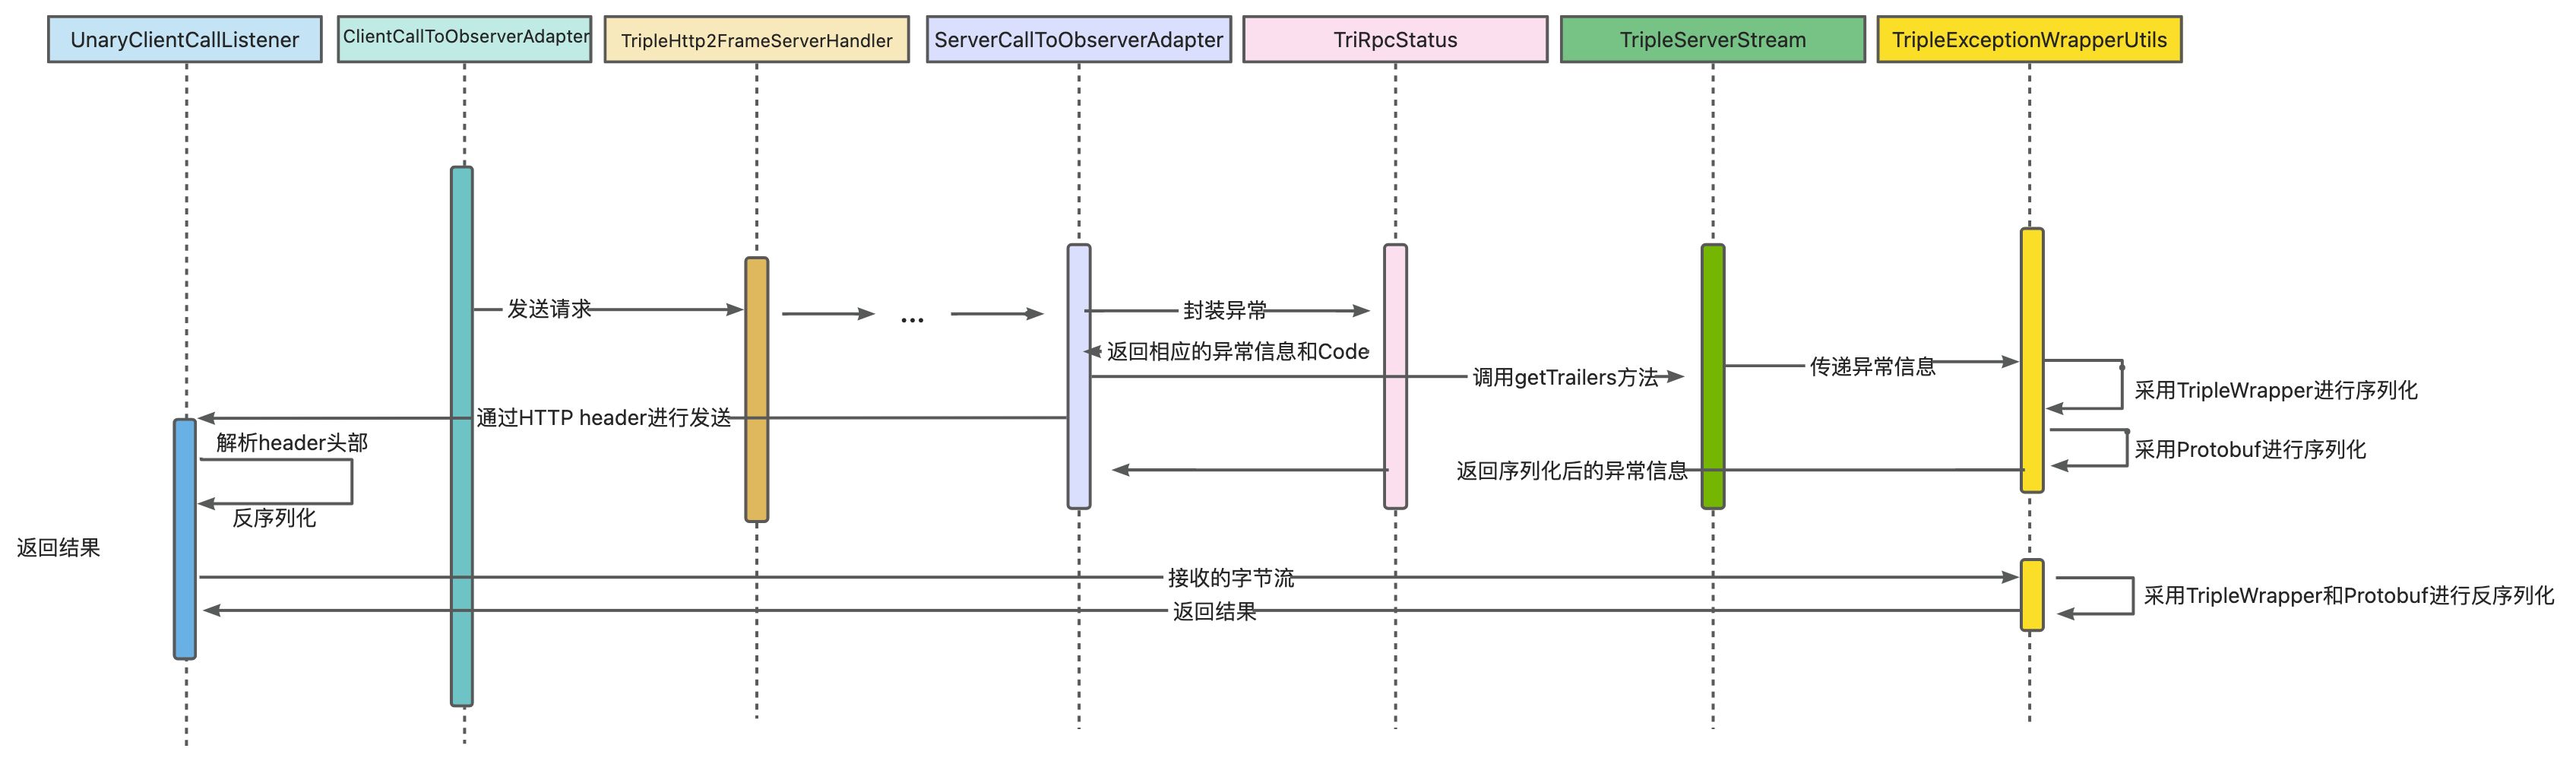 UnaryClientCallListener
ClientCallToObserverAdapter
TripleHttp2FrameServerHandler
ServerCallToObserverAdapter
TriRpcStatus
TripleServerStream
TripleExceptionWrapperUtils
发送请求
...
封装异常
返回相应的异常信息和Code
传递异常信息
调用getTrailers方法
采用TripleWrapper进行序列化
通过HTTP header进行发送
解析header头部
采用Protobuf进行序列化
返回序列化后的异常信息
反序列化
返回结果
接收的字节流
采用TripleWrapper和Protobuf进行反序列化
返回结果